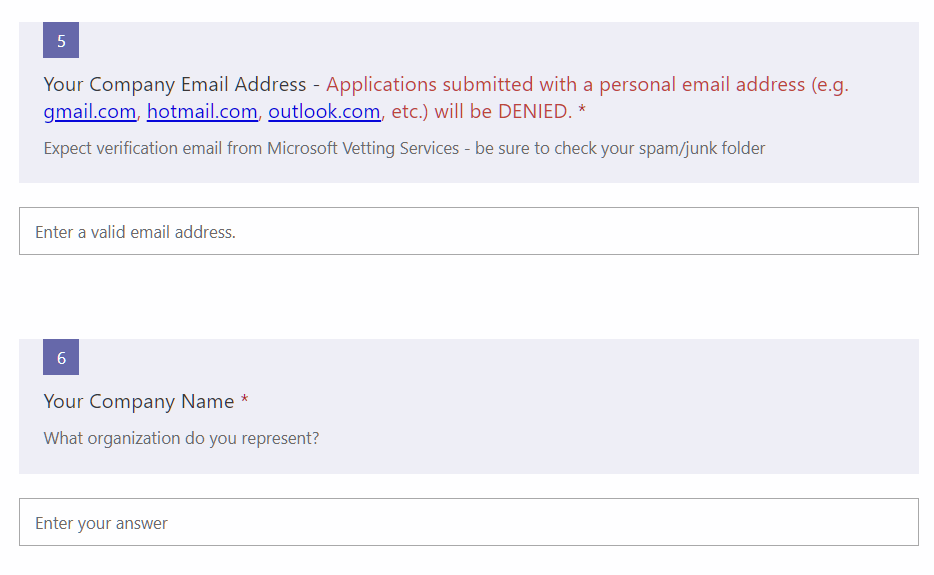 5
Your Company Email Address - Applications submitted with a personal email address (e.g.
gmail.com, hotmail.com, outlook.com, etc.) will be DENIED. *
Expect verification email from Microsoft Vetting Services - be sure to check your spam/junk folder
Enter a valid email address.
6
Your Company Name *
What organization do you represent?
Enter your answer